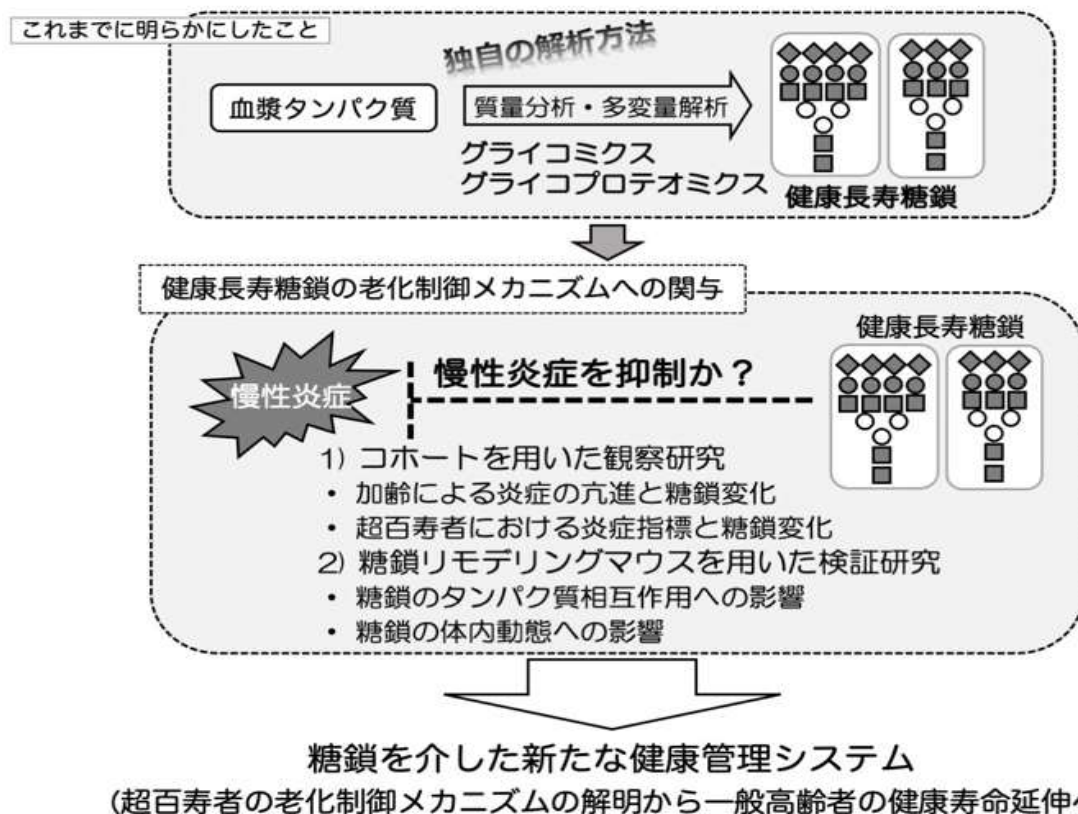 これまでに明らかにしたこと
独自の解析方法
血漿タンパク質
質量分析・多変量解析
グライコミクス
グライコプロテオミクス
健康長寿糖鎖
健康長寿糖鎖の老化制御メカニズムへの関与
健康長寿糖鎖
慢性炎症
慢性炎症を抑制か？
1) コホートを用いた観察研究
・ 加齢による炎症の亢進と糖鎖変化
・ 超百寿者における炎症指標と糖鎖変化
2) 糖鎖リモデリングマウスを用いた検証研究
・ 糖鎖のタンパク質相互作用への影響
・ 糖鎖の体内動態への影響
糖鎖を介した新たな健康管理システム
(超百寿者の老化制御メカニズムの解明から一般高齢者の健康寿命延伸へ